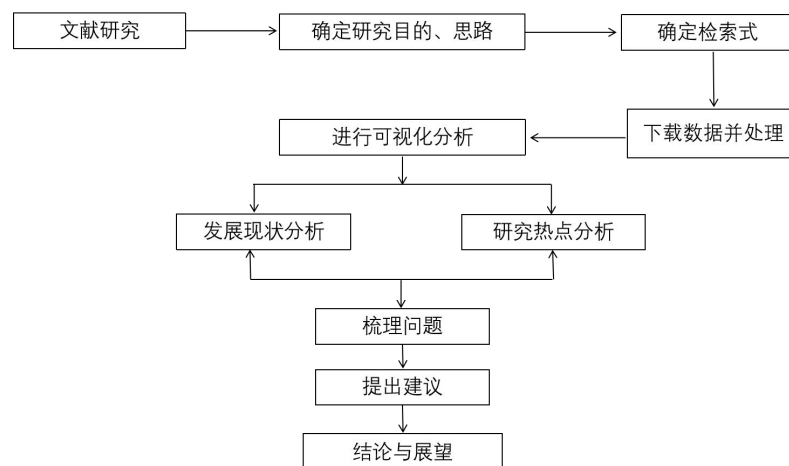 文献研究
确定研究目的、思路
确定检索式
下载数据并处理
进行可视化分析
发展现状分析
研究热点分析
梳理问题
提出建议
结论与展望